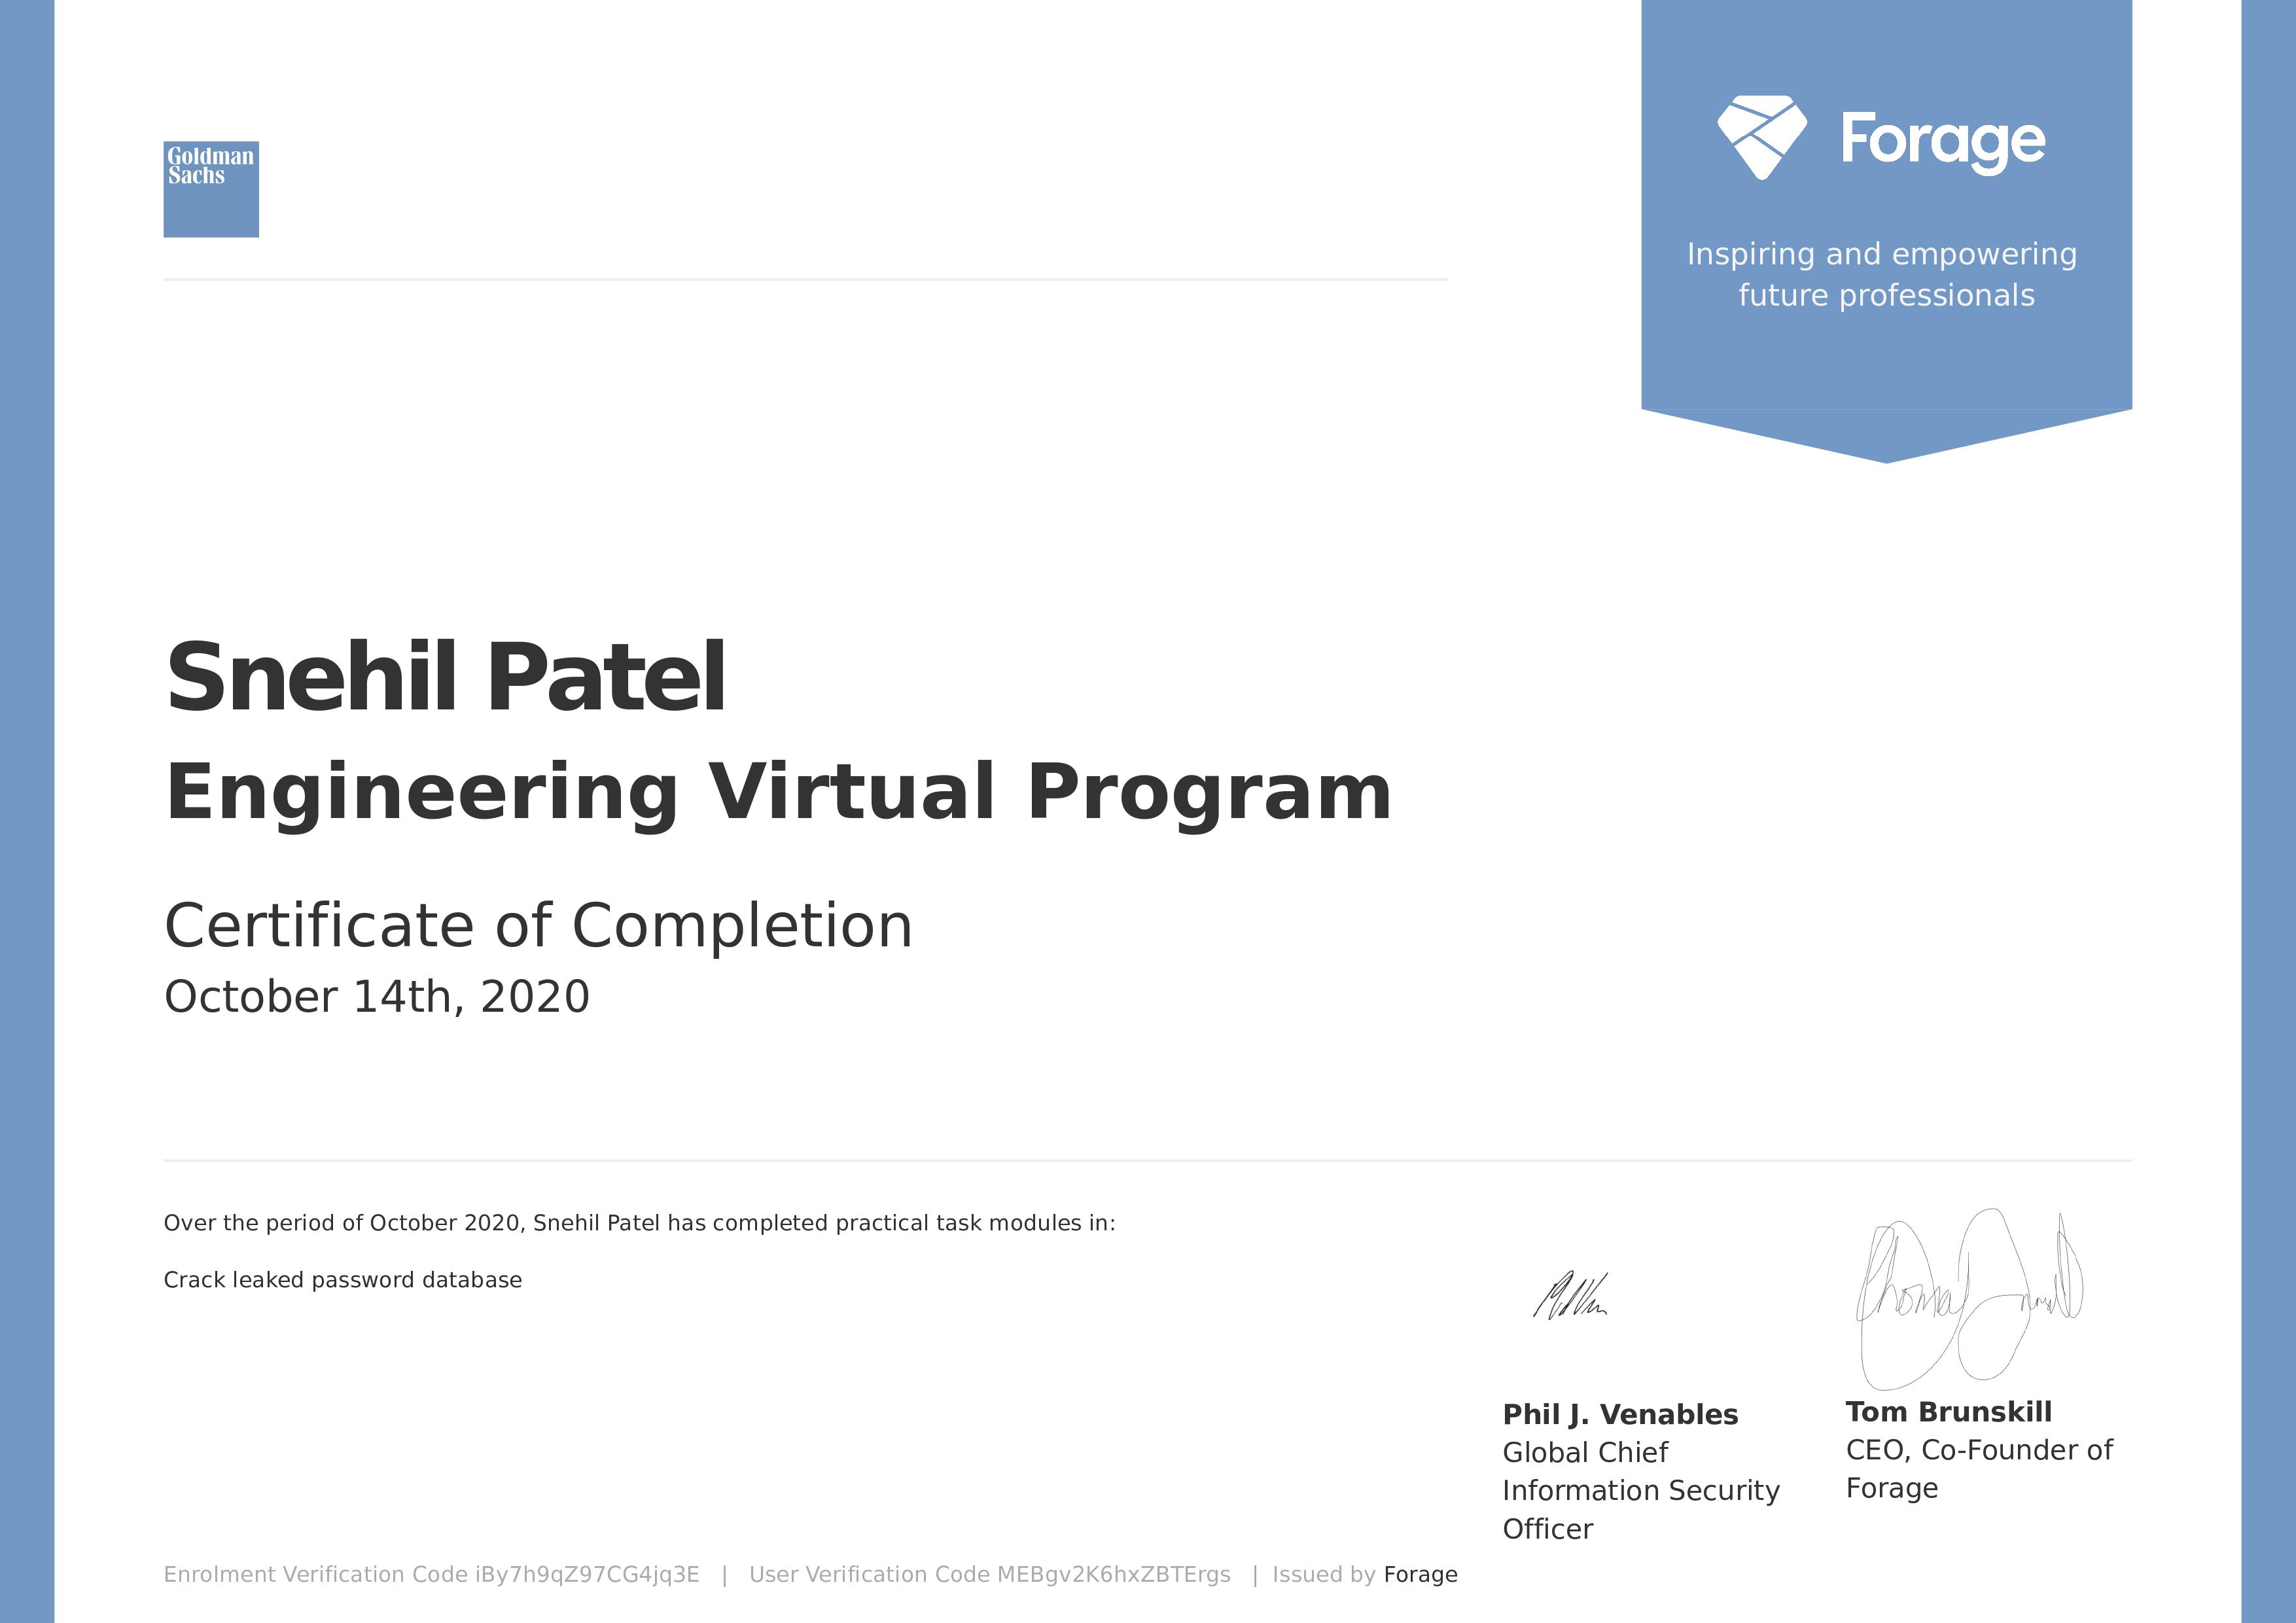 Goldman
Sachs
Forage
Inspiring and empowering
future professionals
Snehil Patel
Engineering Virtual Program
Certificate of Completion
October 14th, 2020
Over the period of October 2020, Snehil Patel has completed practical task modules in:
Crack leaked password database
Phil J. Venables
Global Chief
Information Security
Officer
Tom Brunskill
CEO, Co-Founder of
Forage
Enrolment Verification Code iBy7h9qZ97CG4jq3E | User Verification Code MEBgv2K6hxZBTErgs | Issued by Forage